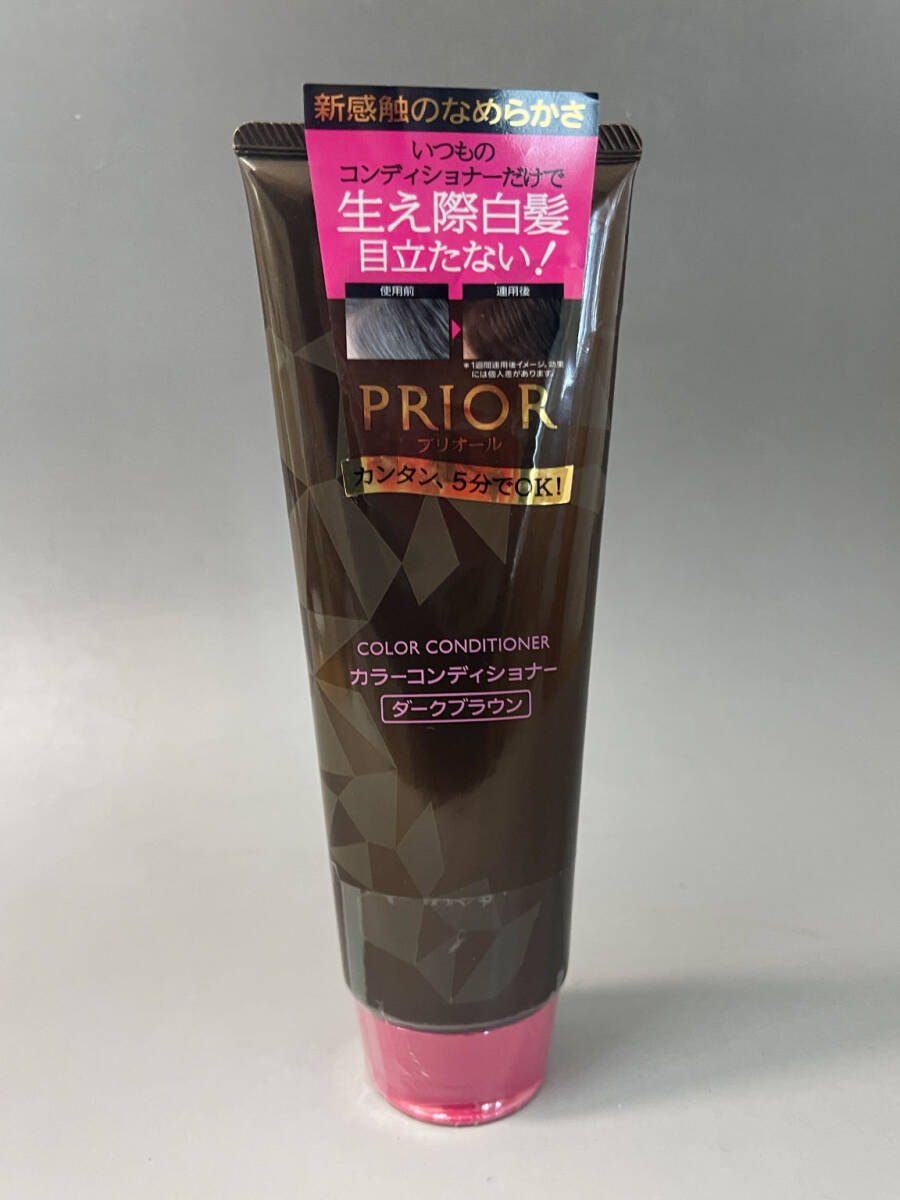 新感触のなめらかさ
いつもの
コンディショナーだけで
生え際白髪
目立たない!
使用前
連用後
*1週間連用後イメージ。効果
には個人差があります。
PRIOR
プリオール
カンタン、5分でOK!
COLOR CONDITIONER
カラーコンディショナー
ダークブラウン